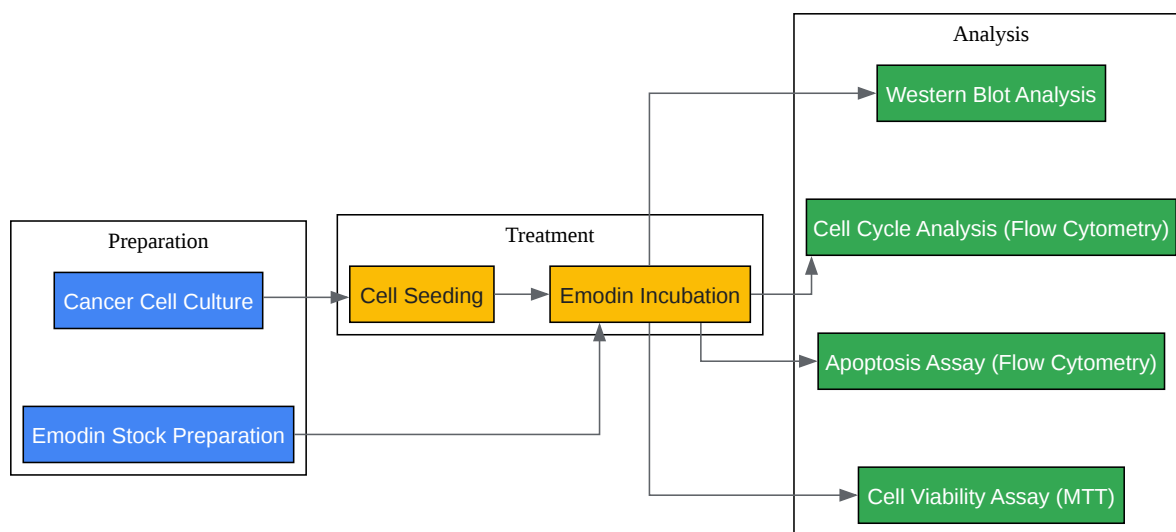 Preparation
Cancer Cell Culture
Emodin Stock Preparation
Treatment
Cell Seeding
Emodin Incubation
Analysis
Western Blot Analysis
Cell Cycle Analysis (Flow Cytometry)
Apoptosis Assay (Flow Cytometry)
Cell Viability Assay (MTT)